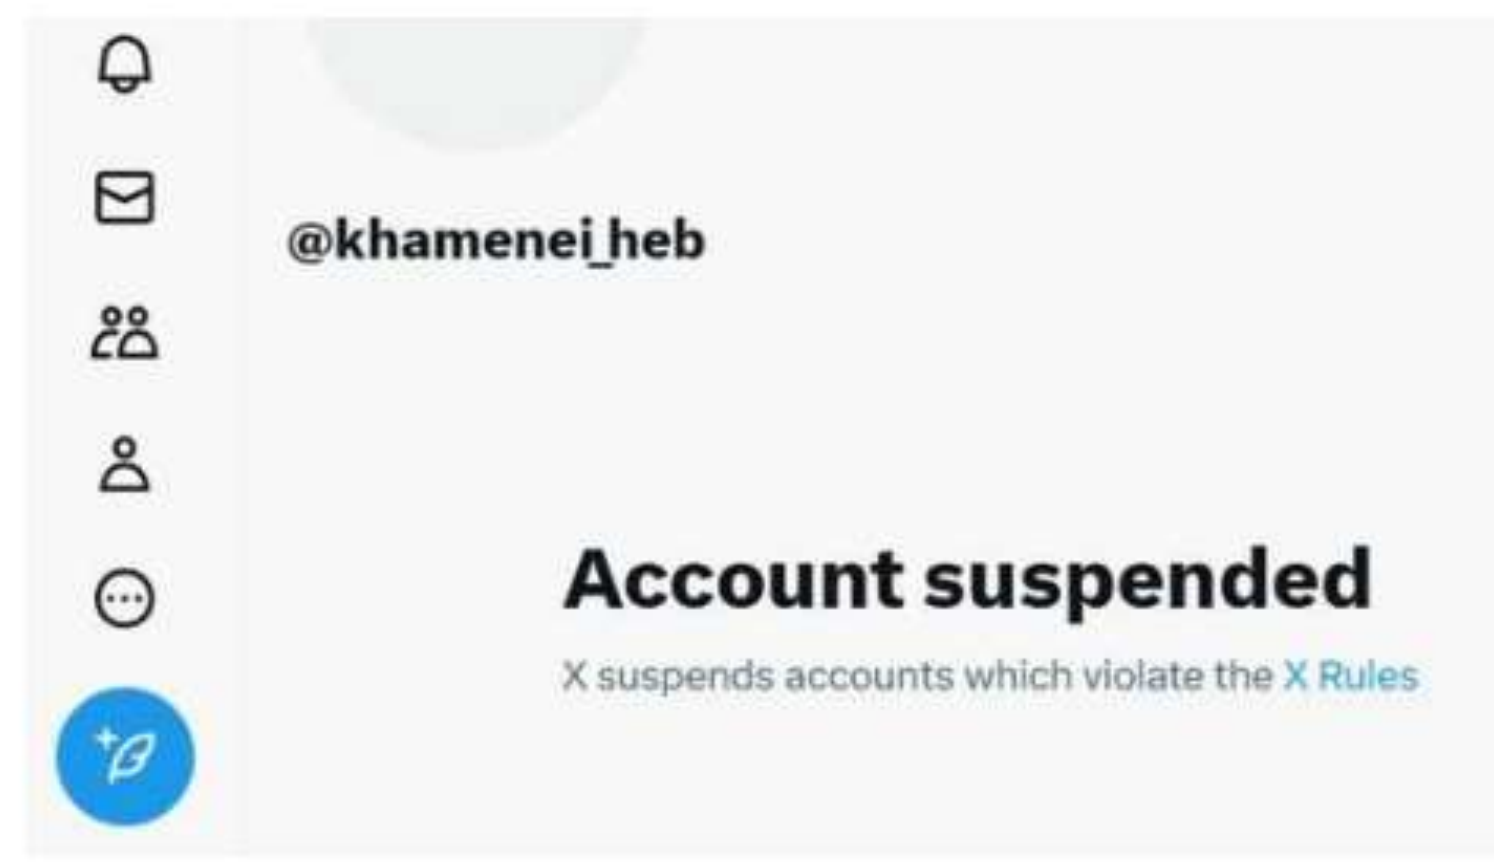 @khamenei_heb
Account suspended
X suspends accounts which violate the X Rules